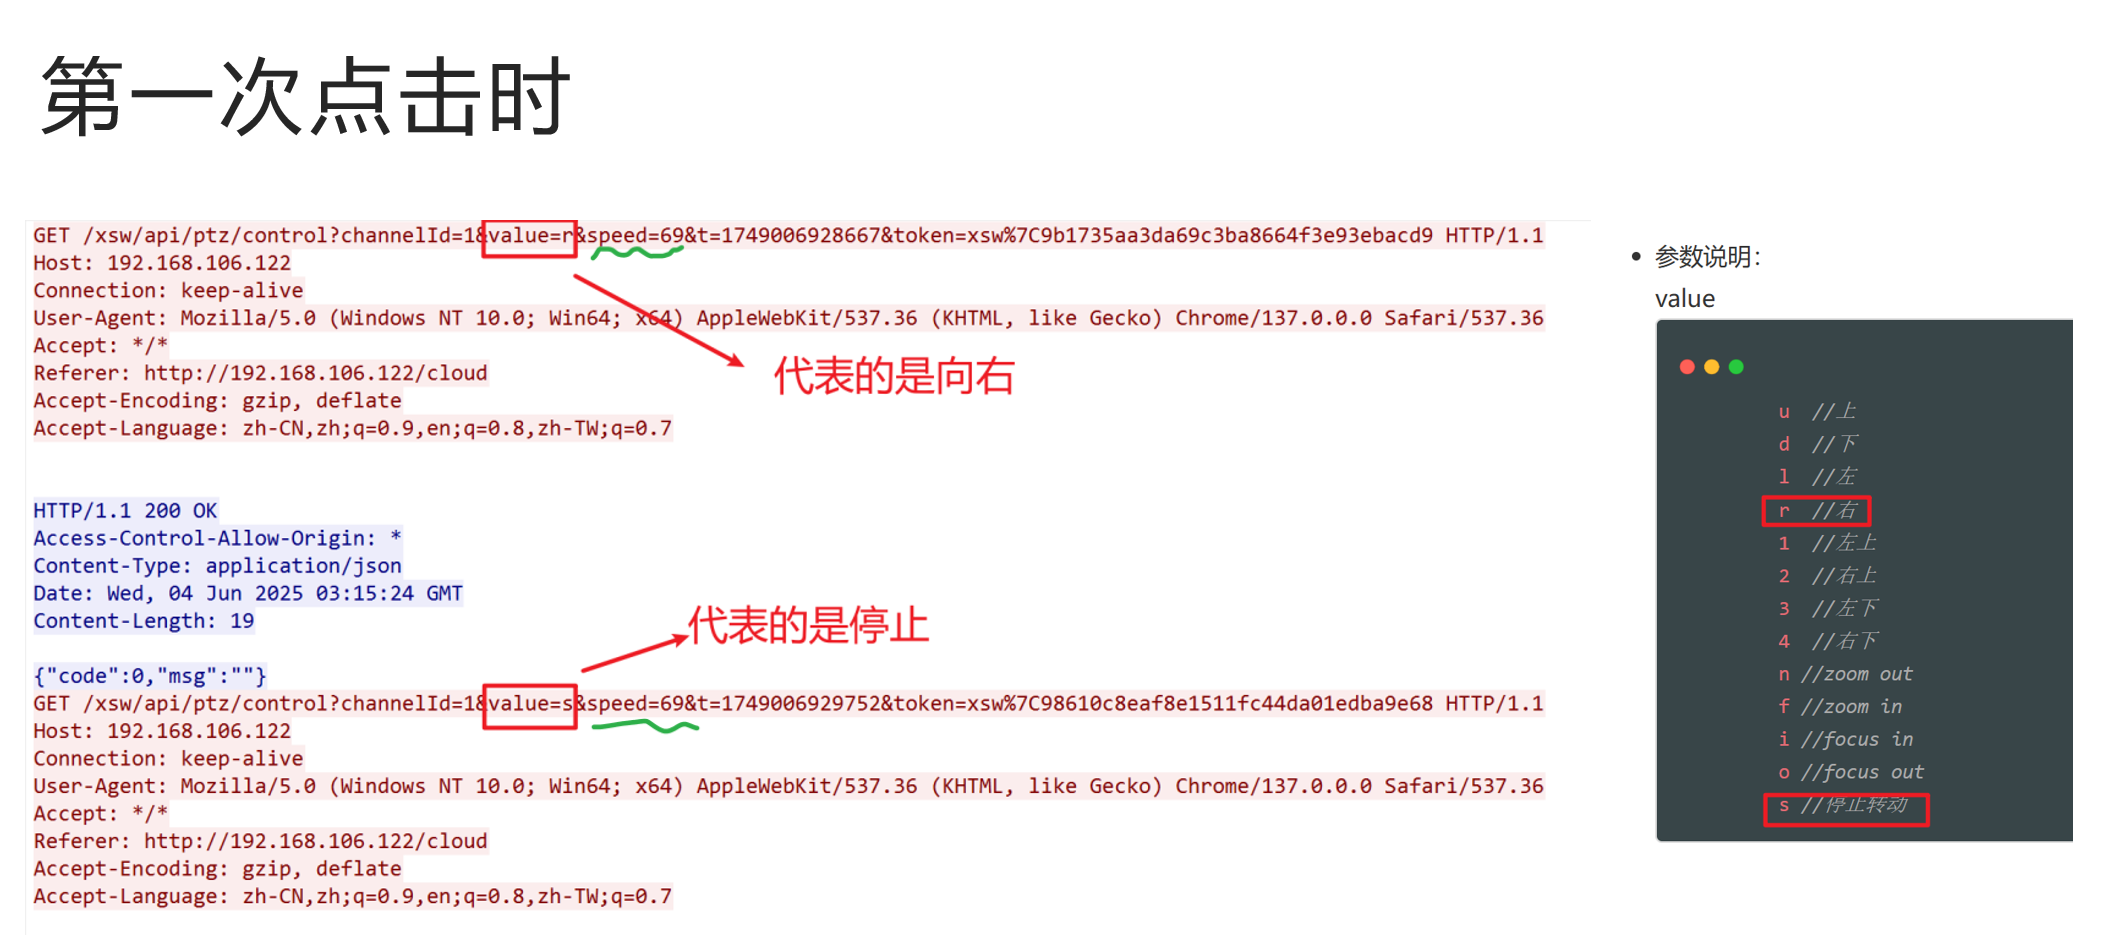 第一次点击时
GET /xsw/api/ptz/control?channelId=1&value=r&speed=69&t=1749006928667&token=xsw%7C9b1735aa3da69c3ba8664f3e93ebacd9 HTTP/1.1
Host: 192.168.106.122
Connection: keep-alive
User-Agent: Mozilla/5.0 (Windows NT 10.0; Win64; x64) AppleWebKit/537.36 (KHTML, like Gecko) Chrome/137.0.0.0 Safari/537.36
Accept: */*
Referer: http://192.168.106.122/cloud
Accept-Encoding: gzip, deflate
Accept-Language: zh-CN,zh;q=0.9,en;q=0.8,zh-TW;q=0.7
代表的是向右
HTTP/1.1 200 OK
Access-Control-Allow-Origin: *
Content-Type: application/json
Date: Wed, 04 Jun 2025 03:15:24 GMT
Content-Length: 19
代表的是停止
{"code":0,"msg":""}
GET /xsw/api/ptz/control?channelId=1&value=s&speed=69&t=1749006929752&token=xsw%7C98610c8eaf8e1511fc44da01edba9e68 HTTP/1.1
Host: 192.168.106.122
Connection: keep-alive
User-Agent: Mozilla/5.0 (Windows NT 10.0; Win64; x64) AppleWebKit/537.36 (KHTML, like Gecko) Chrome/137.0.0.0 Safari/537.36
Accept: */*
Referer: http://192.168.106.122/cloud
Accept-Encoding: gzip, deflate
Accept-Language: zh-CN,zh;q=0.9,en;q=0.8,zh-TW;q=0.7
• 参数说明：
value
u //上
d //下
l //左
r //右
1 //左上
2 //右上
3 //左下
4 //右下
n //zoom out
f //zoom in
i //focus in
o //focus out
s //停止转动